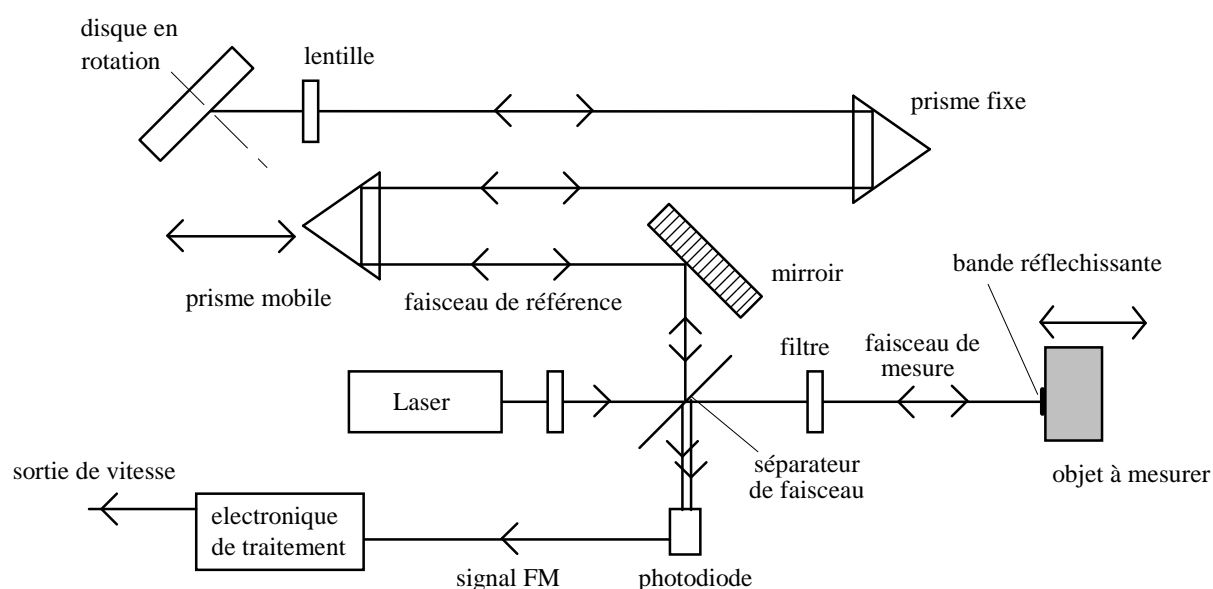 disque en
rotation
lentille
prisme fixe
prisme mobile
faisceau de référence
mirroir
bande réflechissante
filtre
faisceau de
mesure
Laser
séparateur
de faisceau
objet à mesurer
sortie de vitesse
electronique
de traitement
signal FM
photodiode